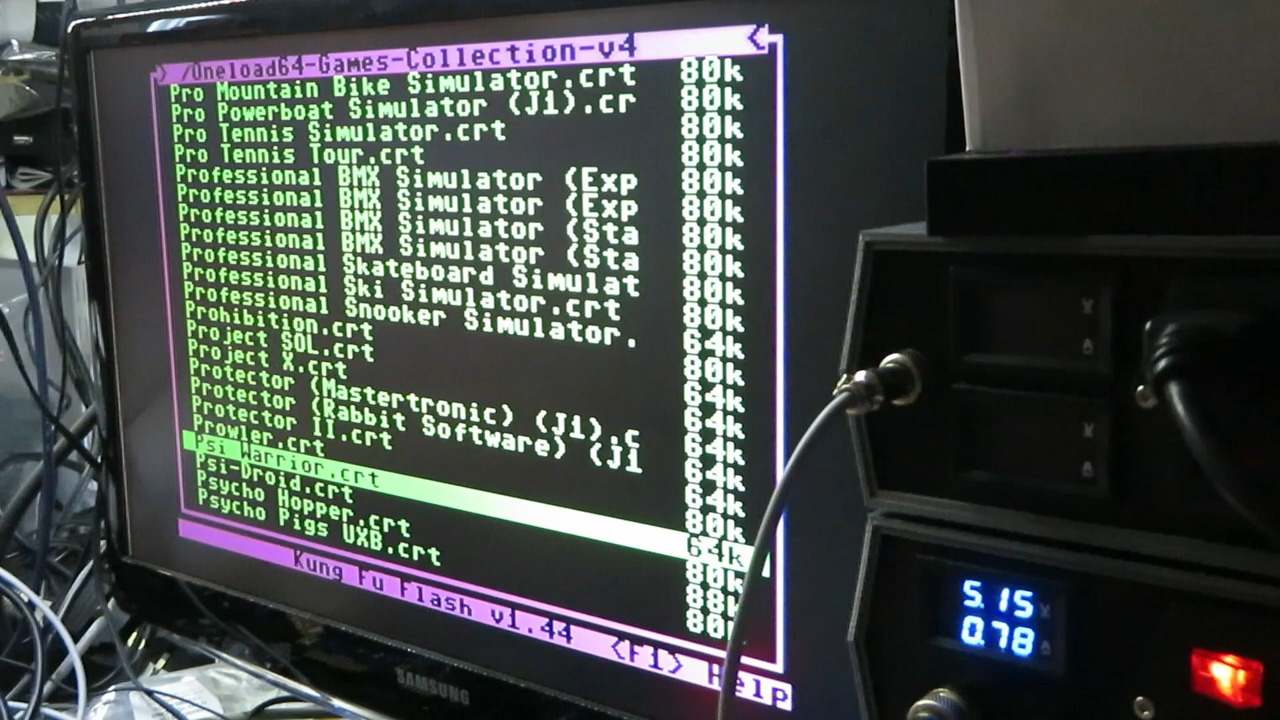 /Oneload64-Games-Collection-v4
Pro Mountain Bike Simulator.crt 80k
Pro Powerboat Simulator (J1).cr 80k
Pro Tennis Simulator.crt 80k
Pro Tennis Tour.crt 80k
Professional BMX Simulator (Exp 80k
Professional BMX Simulator (Exp 80k
Professional BMX Simulator (Sta 80k
Professional BMX Simulator (Sta 80k
Professional Skateboard Simulat 80k
Professional Ski Simulator.crt 80k
Professional Snooker Simulator. 64k
Prohibition.crt 80k
Project SOL.crt 64k
Project X.crt 64k
Protector (Mastertronic) (J1).c 64k
Protector (Rabbit Software) (J1 64k
Protector II.crt 64k
Prowler.crt 80k
Psi Warrior.crt 64k
Psi-Droid.crt 80k
Psycho Hopper.crt 88k
Psycho Pigs UXB.crt 80k
Kung Fu Flash v1.44 <F1> Help
SAMSUNG
V
A
V
A
5.15 V
0.78 A